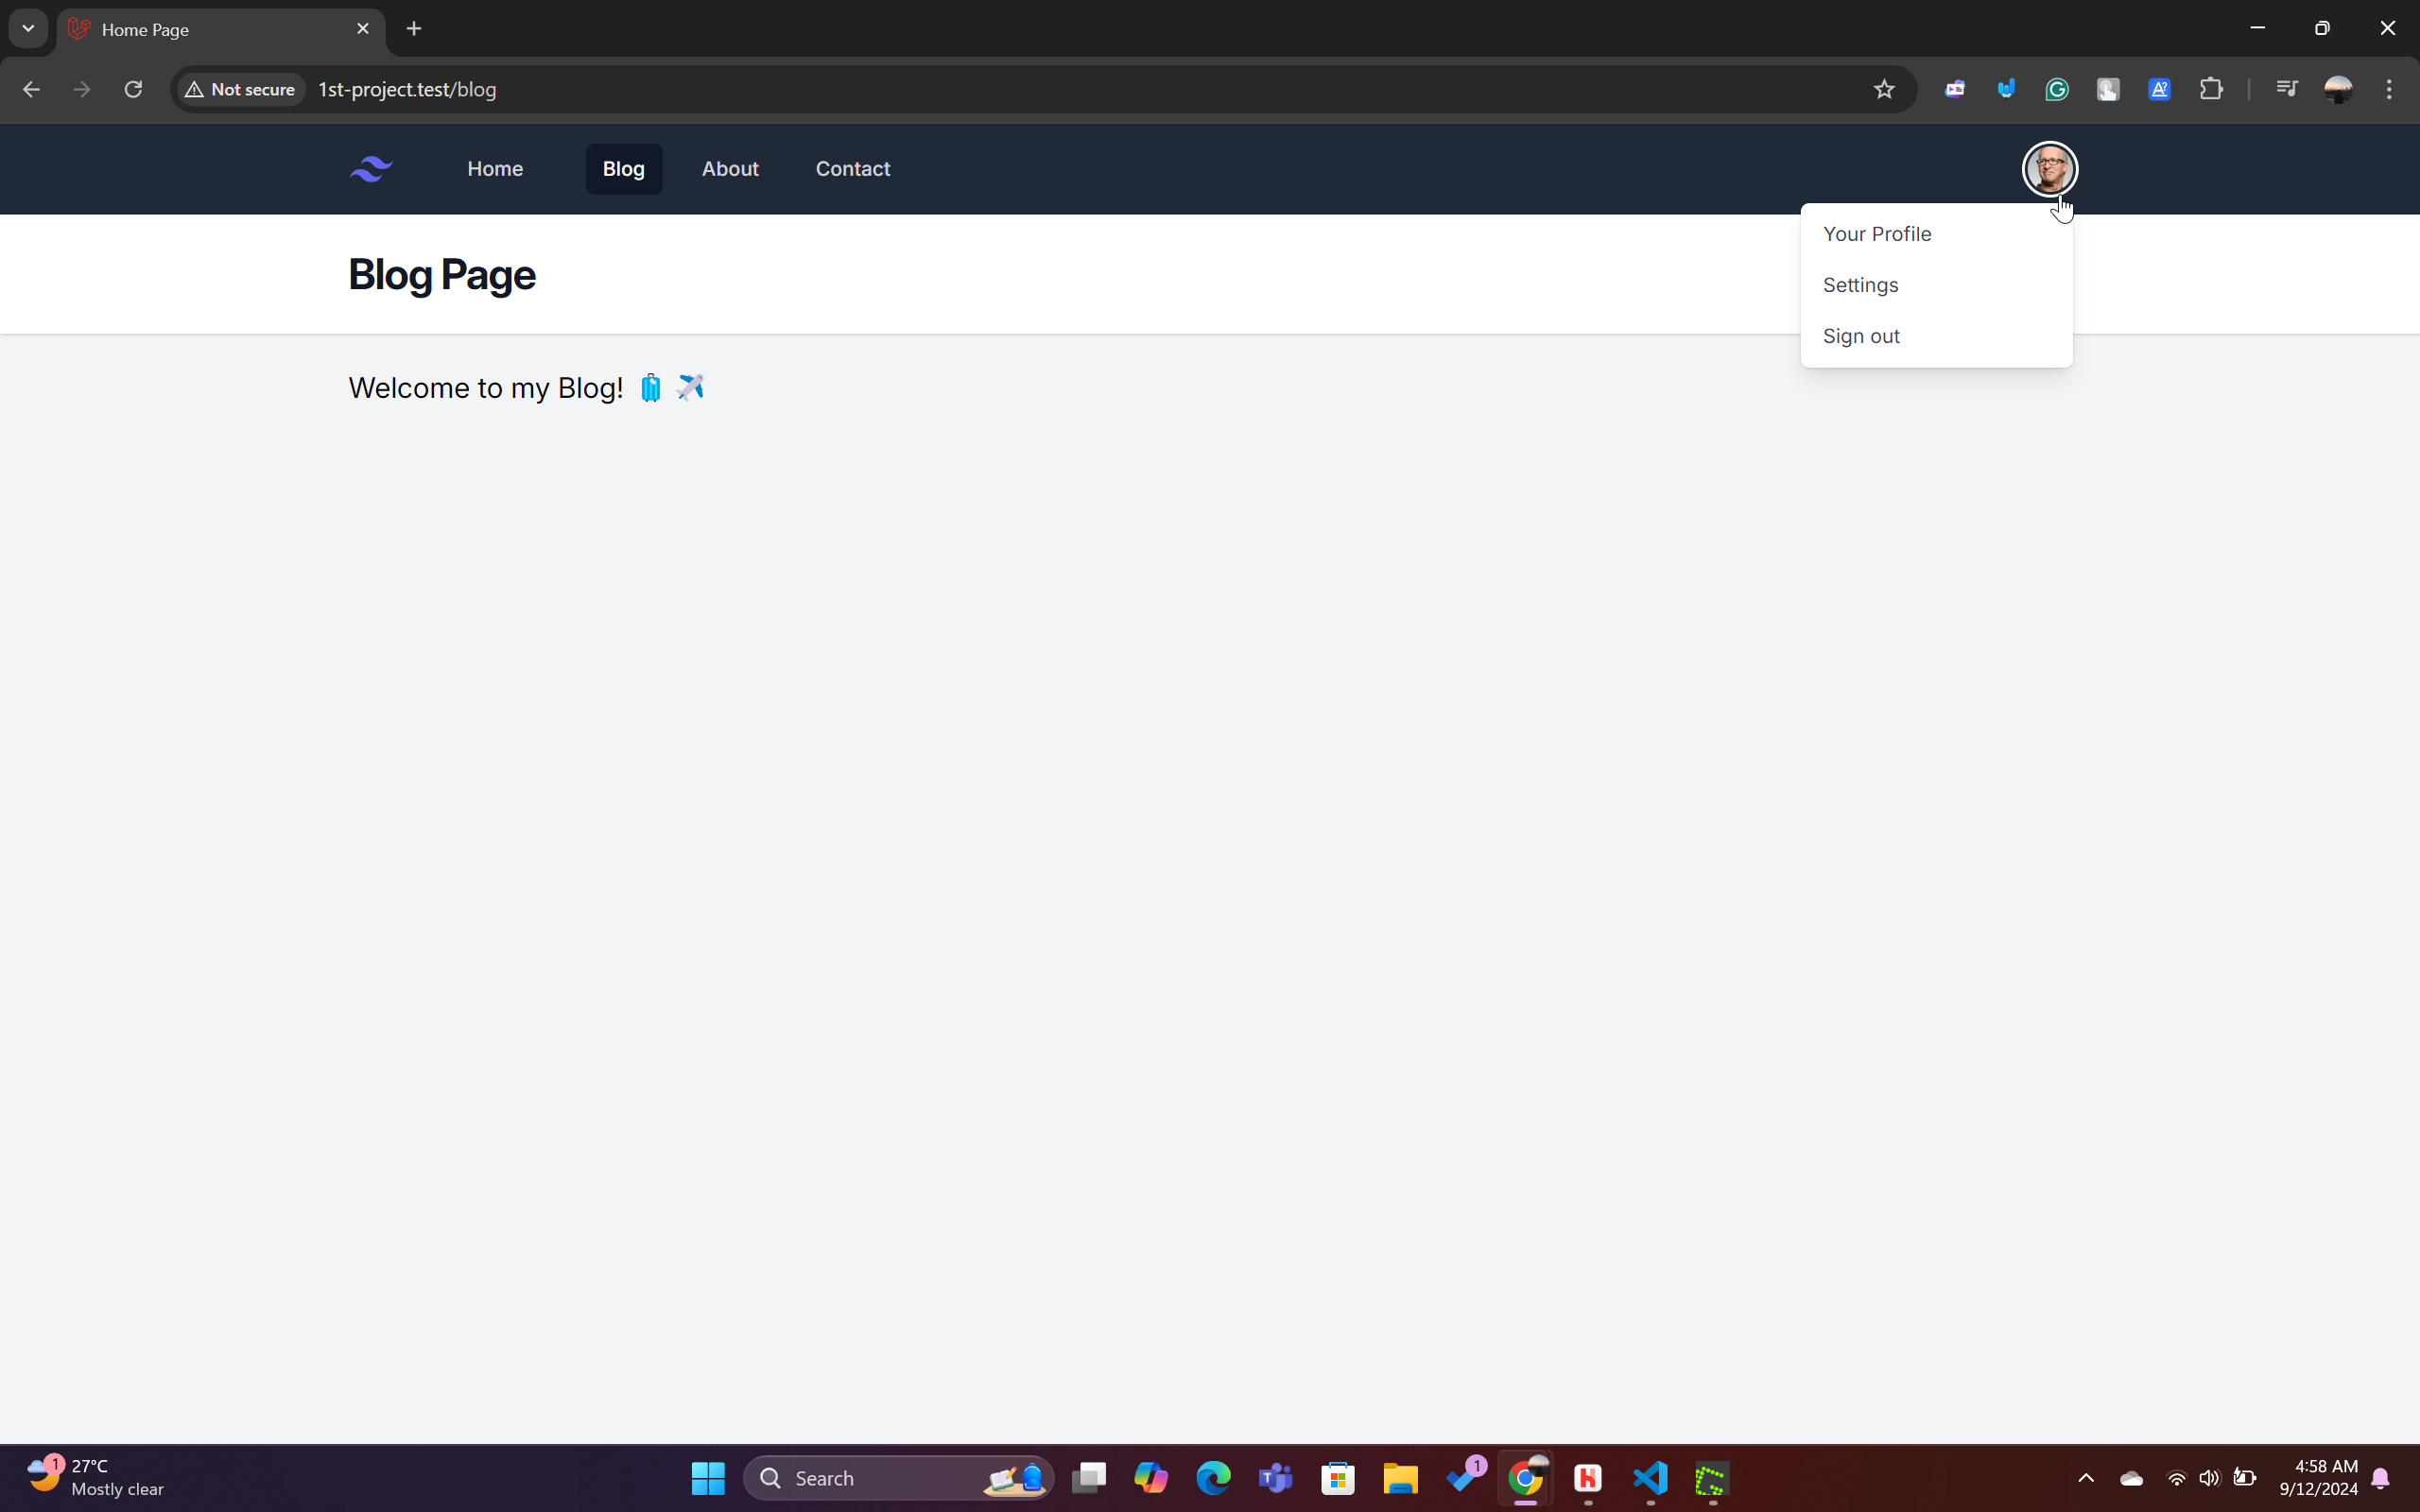 Home Page
Not secure 1st-project.test/blog
Home Blog About Contact
Your Profile
Blog Page
Settings
Sign out
Welcome to my Blog!
1 27°C
Mostly clear
Search
1
4:58 AM
9/12/2024